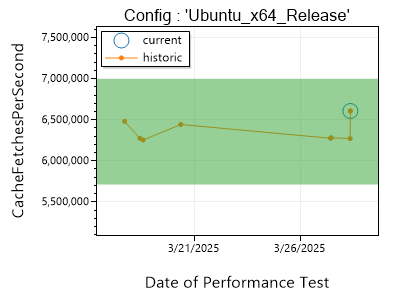 Config : 'Ubuntu_x64_Release'
CacheFetchesPerSecond
7,500,000
7,000,000
6,500,000
6,000,000
5,500,000
current
historic
3/21/2025
3/26/2025
Date of Performance Test